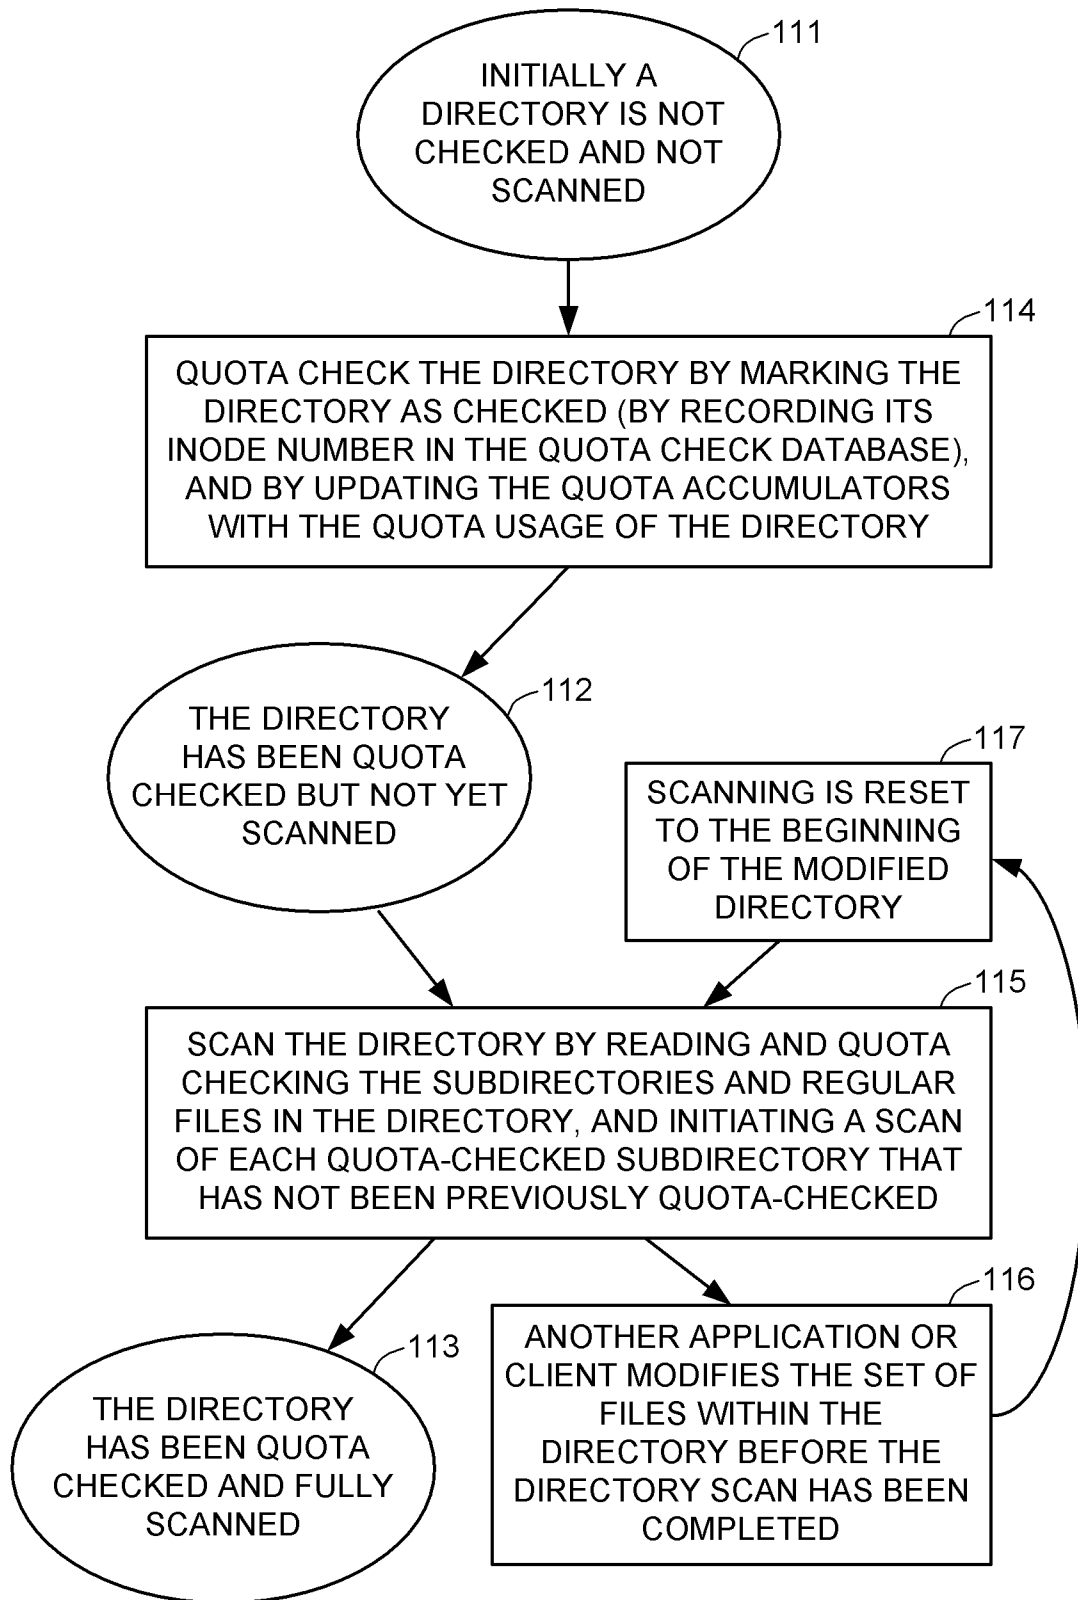 111
INITIALLY A
DIRECTORY IS NOT
CHECKED AND NOT
SCANNED
114
QUOTA CHECK THE DIRECTORY BY MARKING THE
DIRECTORY AS CHECKED (BY RECORDING ITS
INODE NUMBER IN THE QUOTA CHECK DATABASE),
AND BY UPDATING THE QUOTA ACCUMULATORS
WITH THE QUOTA USAGE OF THE DIRECTORY
112
THE DIRECTORY
HAS BEEN QUOTA
CHECKED BUT NOT YET
SCANNED
117
SCANNING IS RESET
TO THE BEGINNING
OF THE MODIFIED
DIRECTORY
115
SCAN THE DIRECTORY BY READING AND QUOTA
CHECKING THE SUBDIRECTORIES AND REGULAR
FILES IN THE DIRECTORY, AND INITIATING A SCAN
OF EACH QUOTA-CHECKED SUBDIRECTORY THAT
HAS NOT BEEN PREVIOUSLY QUOTA-CHECKED
113
THE DIRECTORY
HAS BEEN QUOTA
CHECKED AND FULLY
SCANNED
116
ANOTHER APPLICATION OR
CLIENT MODIFIES THE SET OF
FILES WITHIN THE
DIRECTORY BEFORE THE
DIRECTORY SCAN HAS BEEN
COMPLETED